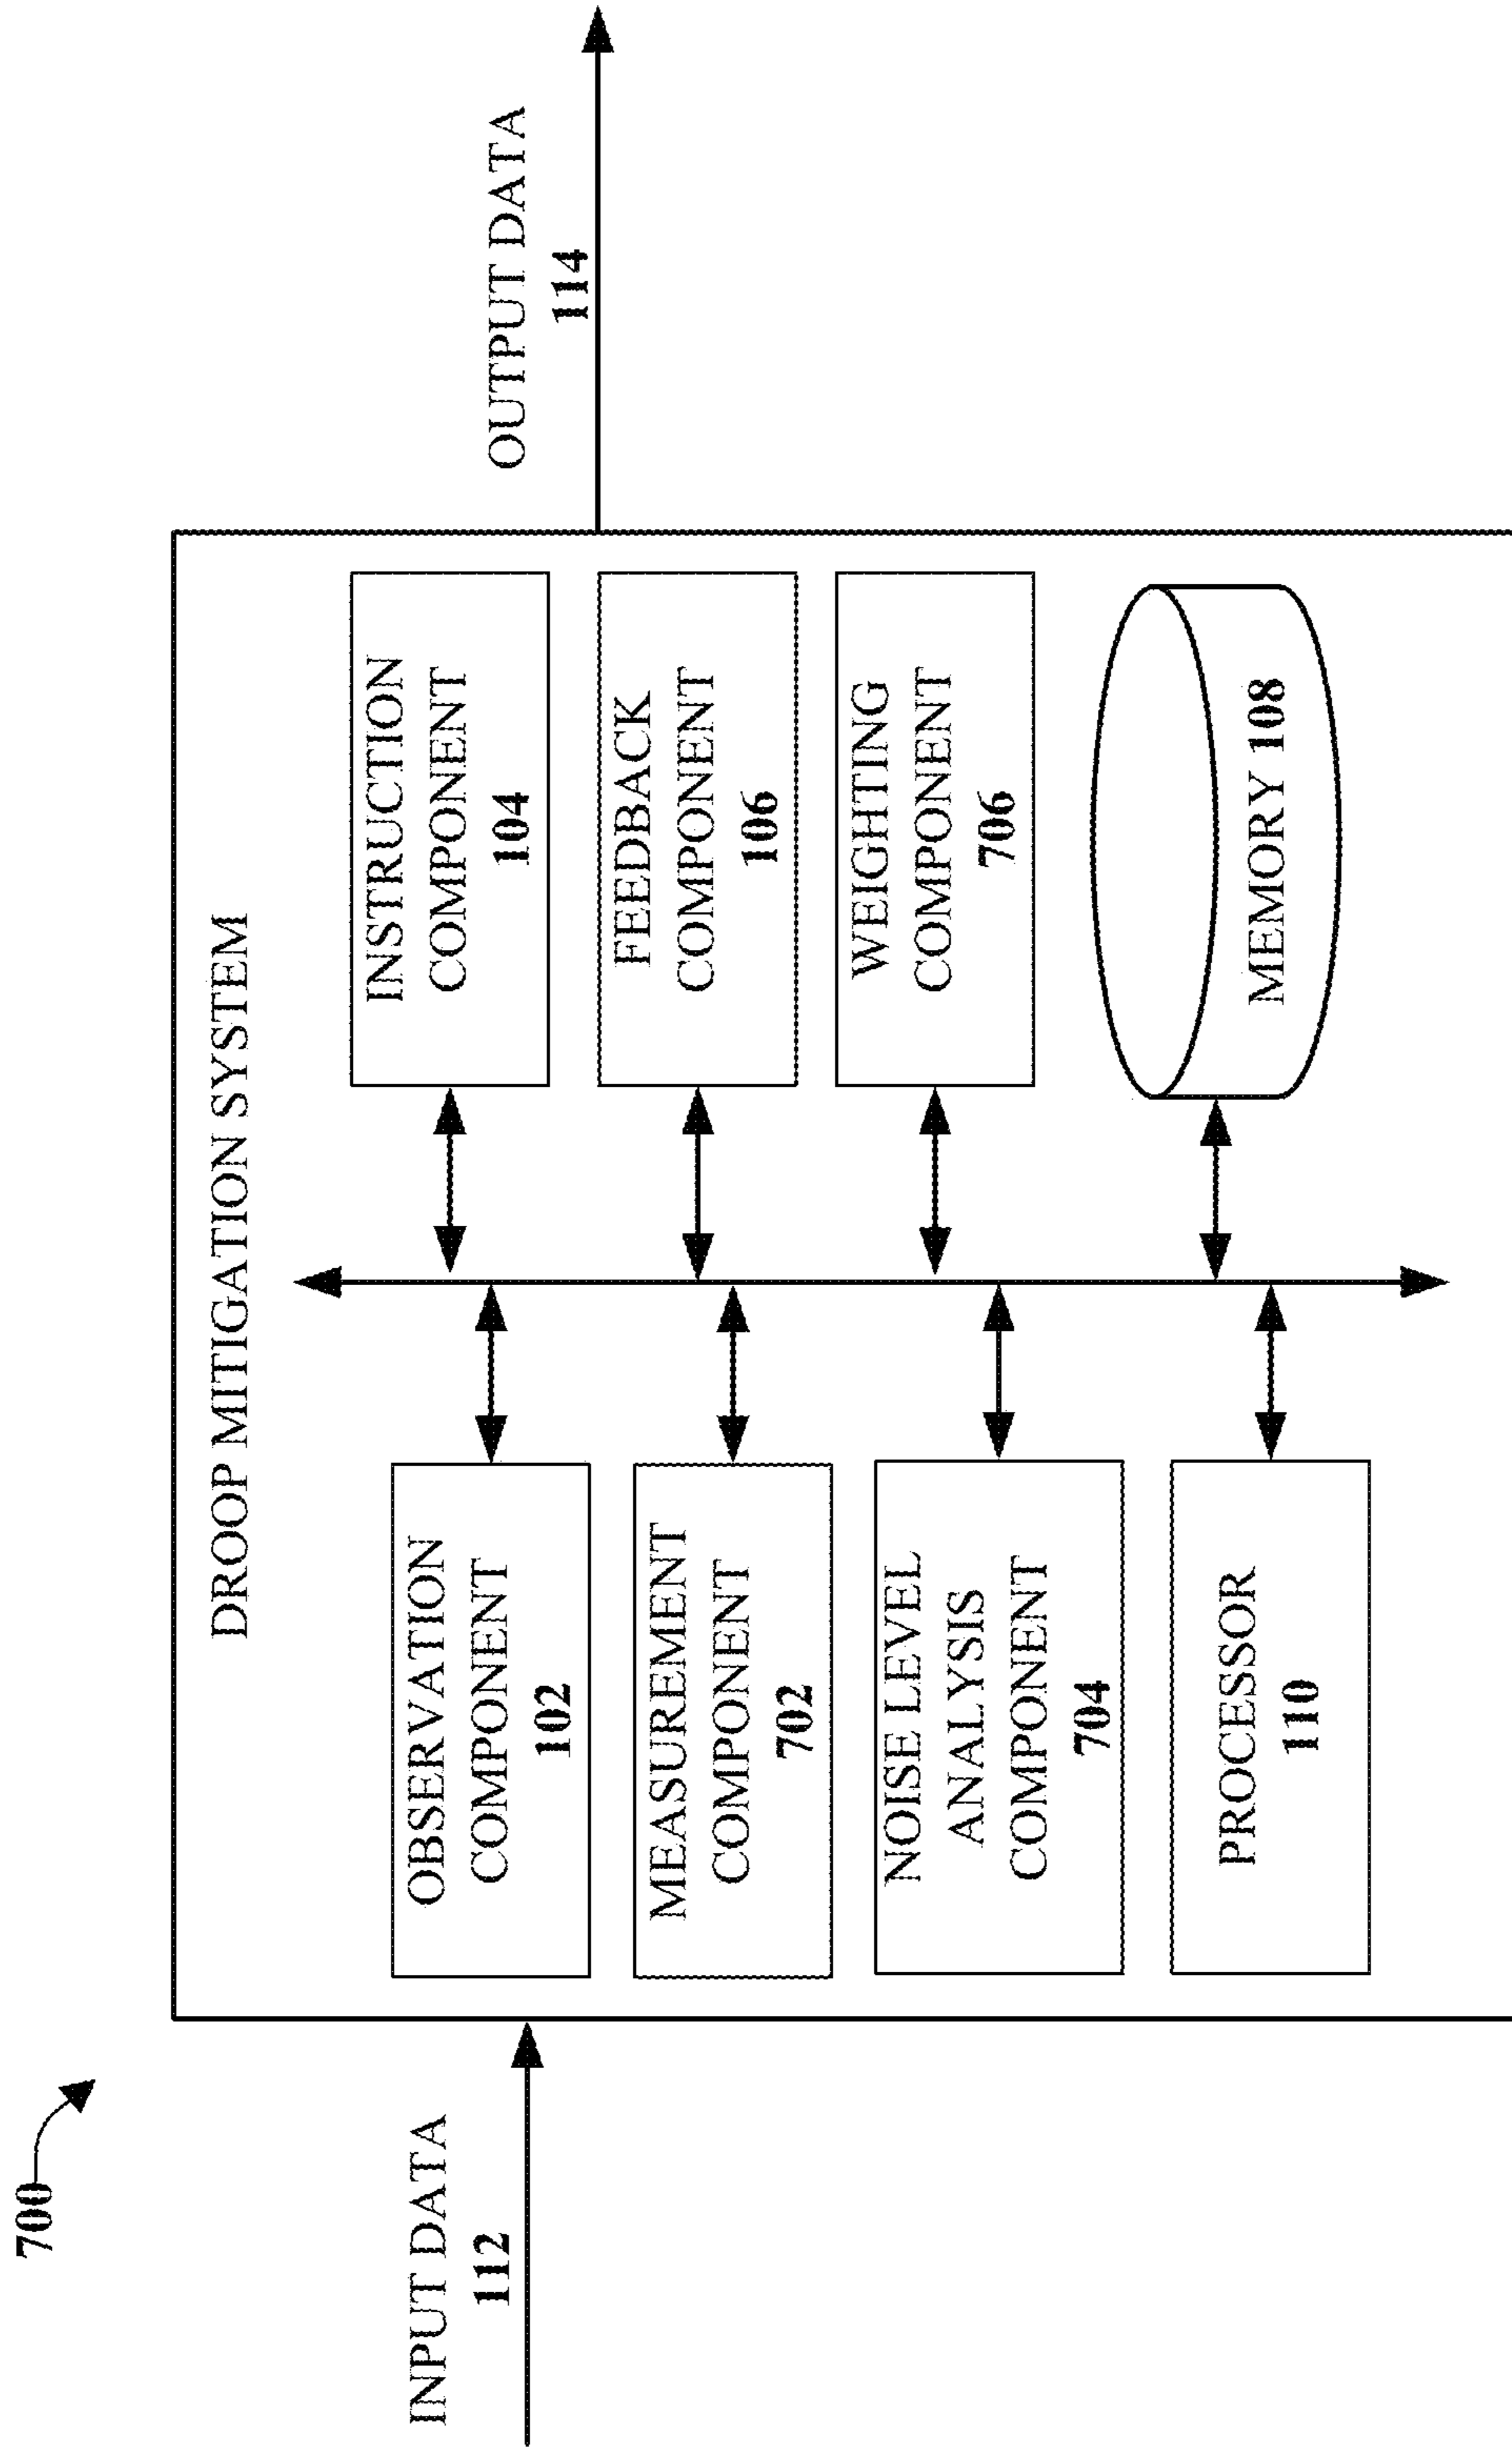 700
DROOP MITIGATION SYSTEM
INPUT DATA
112
OBSERVATION
COMPONENT
102
MEASUREMENT
COMPONENT
702
NOISE LEVEL
ANALYSIS
COMPONENT
704
PROCESSOR
110
INSTRUCTION
COMPONENT
104
FEEDBACK
COMPONENT
106
WEIGHTING
COMPONENT
706
MEMORY 108
OUTPUT DATA
114